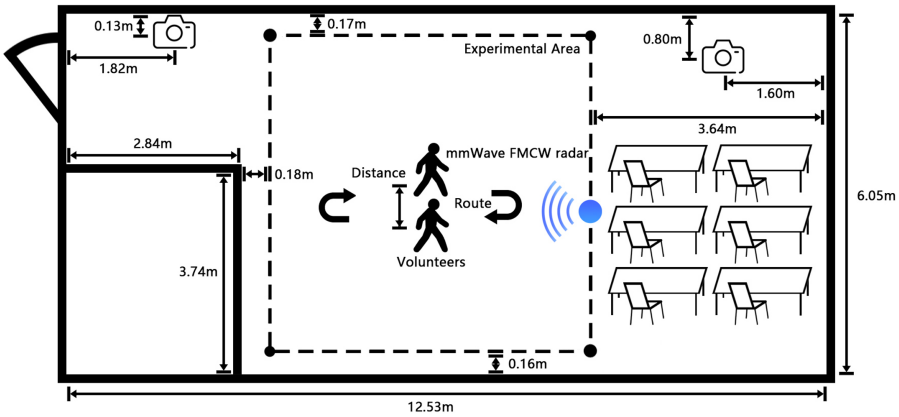 0.13m
0.17m
Experimental Area
0.80m
1.82m
1.60m
3.64m
2.84m
mmWave FMCW radar
Distance
0.18m
6.05m
Route
Volunteers
3.74m
0.16m
12.53m